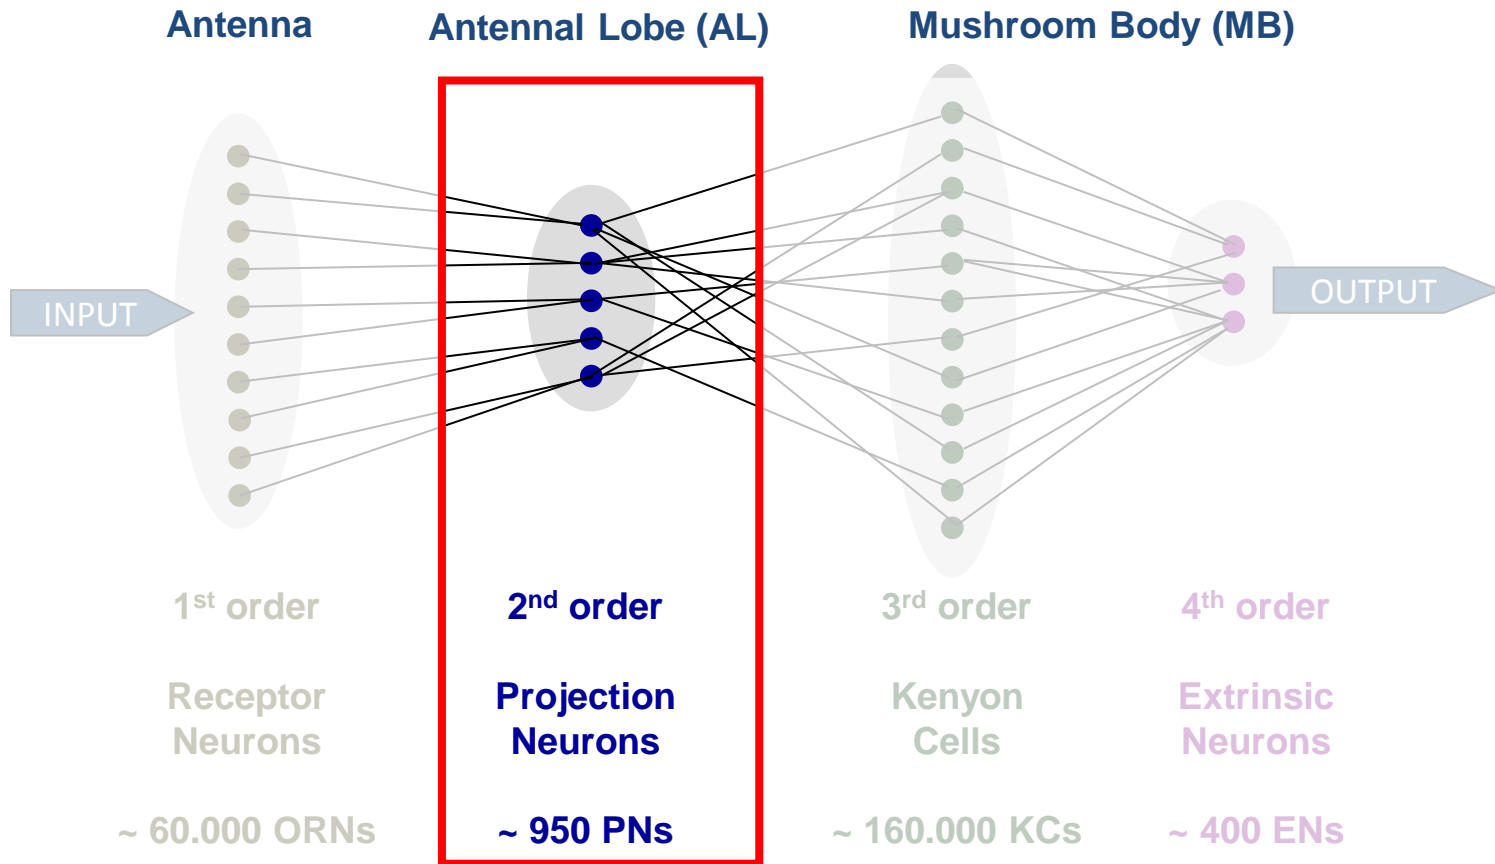 Antenna
Antennal Lobe (AL)
Mushroom Body (MB)
INPUT
OUTPUT
1st order
2nd order
3rd order
4th order
Receptor
Neurons
Projection
Neurons
Kenyon
Cells
Extrinsic
Neurons
~ 60.000 ORNs
~ 950 PNs
~ 160.000 KCs
~ 400 ENs